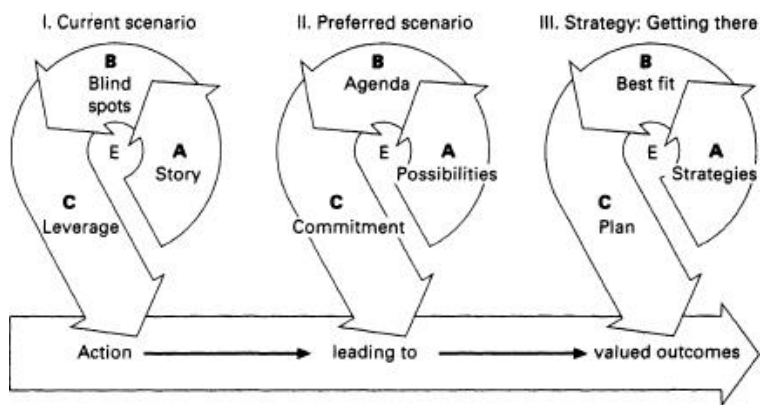 I. Current scenario
II. Preferred scenario
III. Strategy: Getting there
B
Blind
spots
E
A
Story
C
Leverage
B
Agenda
E
A
Possibilities
C
Commitment
B
Best fit
E
A
Strategies
C
Plan
Action
leading to
valued outcomes